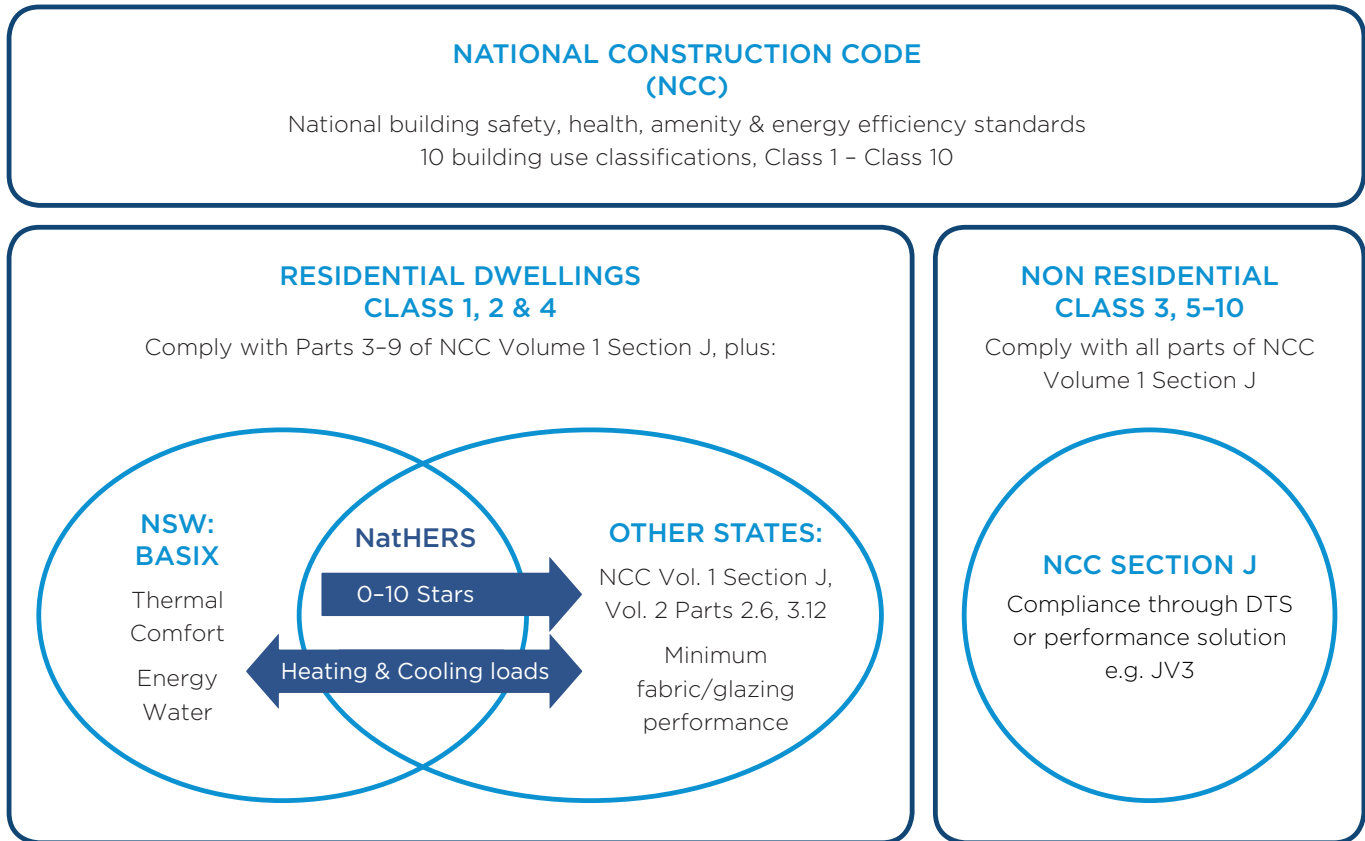 NATIONAL CONSTRUCTION CODE
(NCC)
National building safety, health, amenity & energy efficiency standards
10 building use classifications, Class 1 – Class 10
RESIDENTIAL DWELLINGS
CLASS 1, 2 & 4
Comply with Parts 3–9 of NCC Volume 1 Section J, plus:
NSW:
BASIX
Thermal
Comfort
Energy
Water
NatHERS
0–10 Stars
Heating & Cooling loads
OTHER STATES:
NCC Vol. 1 Section J,
Vol. 2 Parts 2.6, 3.12
Minimum
fabric/glazing
performance
NON RESIDENTIAL
CLASS 3, 5–10
Comply with all parts of NCC
Volume 1 Section J
NCC SECTION J
Compliance through DTS
or performance solution
e.g. JV3